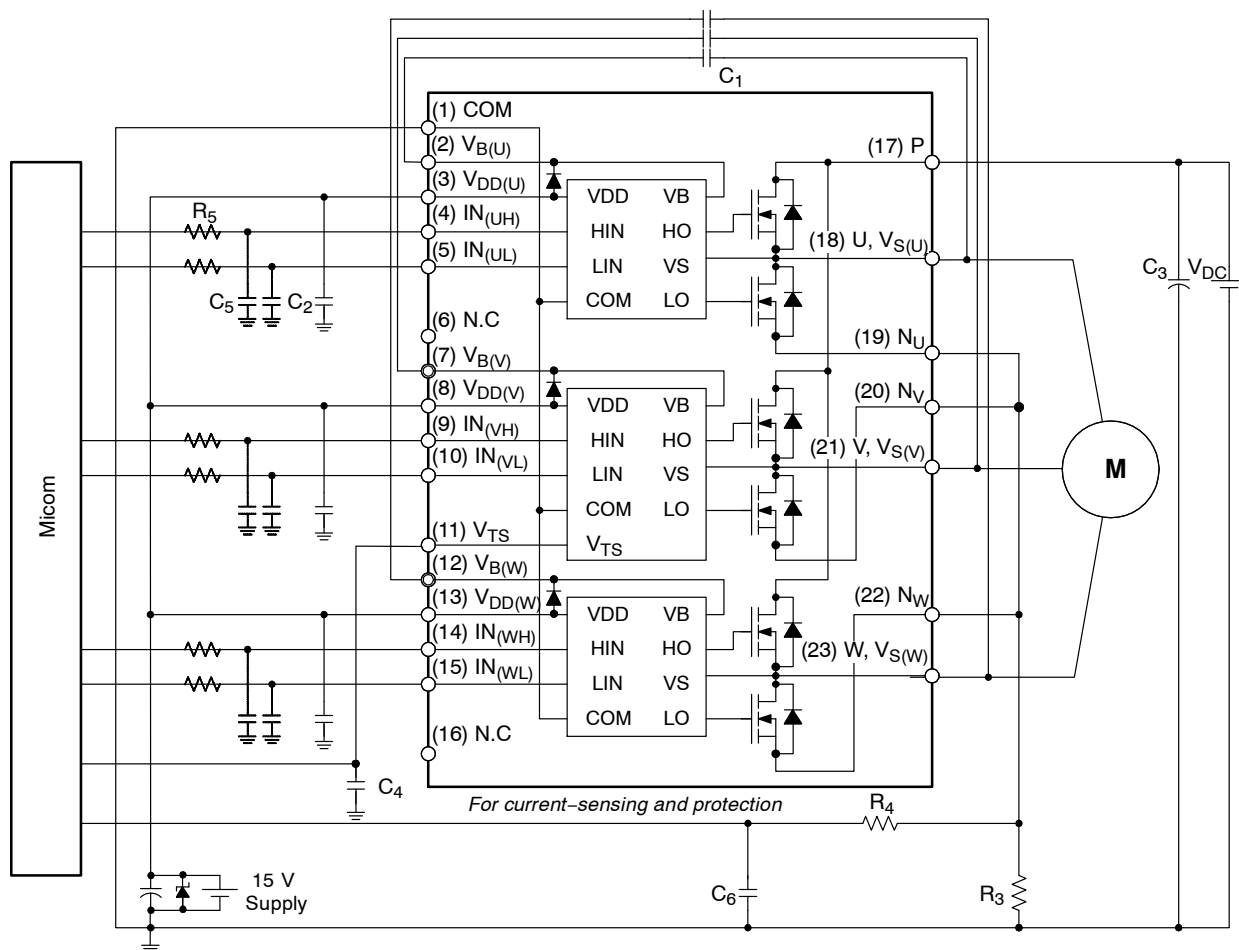 C1
(1) COM
(2) VB(U)
(3) VDD(U)
(4) IN(UH)
(5) IN(UL)
(6) N.C
(7) VB(V)
(8) VDD(V)
(9) IN(VH)
(10) IN(VL)
(11) VTS
(12) VB(W)
(13) VDD(W)
(14) IN(WH)
(15) IN(WL)
(16) N.C
VDD VB
HIN HO
LIN VS
COM LO
VDD VB
HIN HO
LIN VS
COM LO
VTS
VDD VB
HIN HO
LIN VS
COM LO
(17) P
(18) U, VS(U)
(19) NU
(20) NV
(21) V, VS(V)
(22) NW
(23) W, VS(W)
Micom
R5
C5
C2
C3
VDC
M
C4
For current–sensing and protection
R4
15 V
Supply
C6
R3